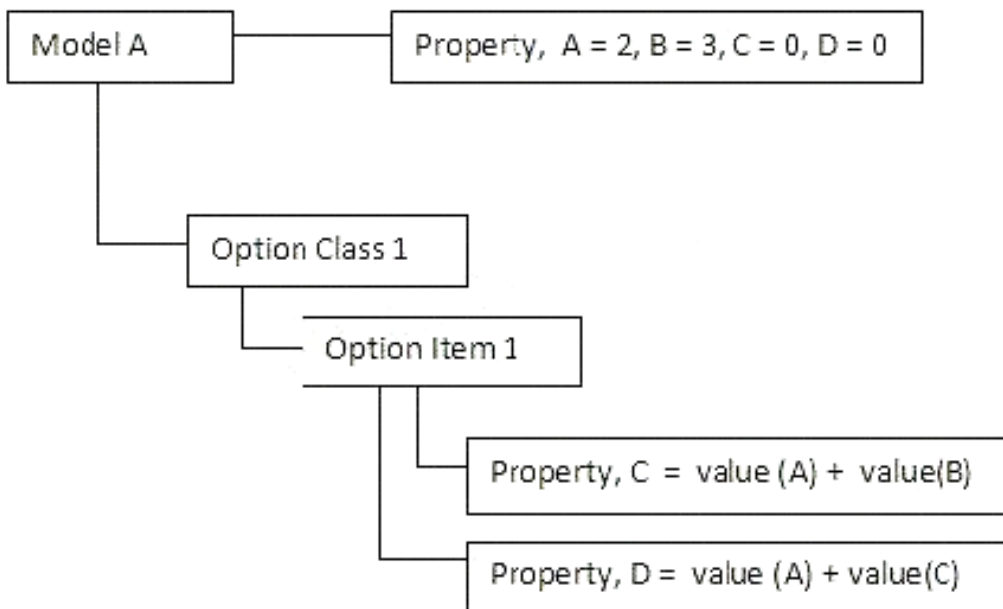 Model A
Property, A = 2, B = 3, C = 0, D = 0
Option Class 1
Option Item 1
Property, C = value (A) + value(B)
Property, D = value (A) + value(C)